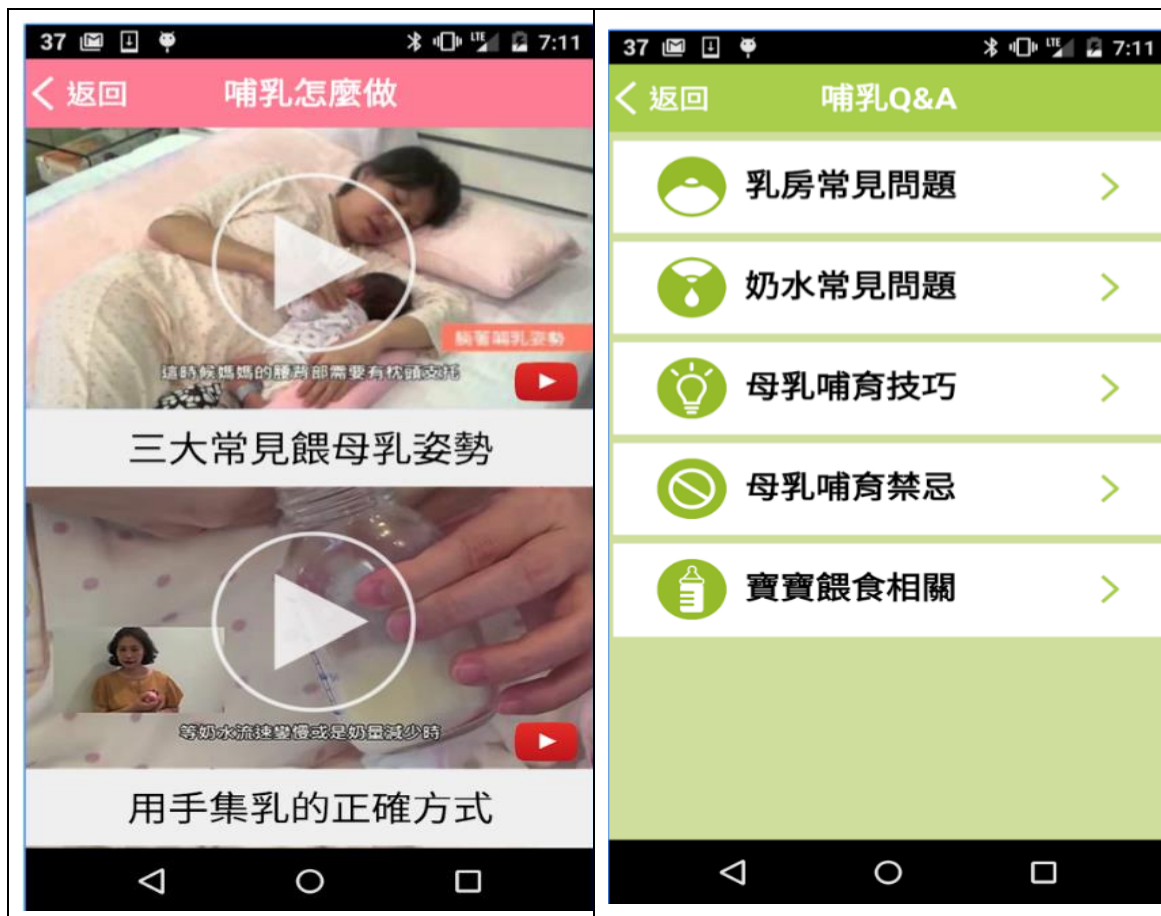 37 7:11
返回 哺乳怎麼做
躺著哺乳姿勢
這時候媽媽的腰背部需要有枕頭支托
三大常見餵母乳姿勢
等奶水流速變慢或是奶量減少時
用手集乳的正確方式
37 LTE 7:11
返回 哺乳Q&A
乳房常見問題
奶水常見問題
母乳哺育技巧
母乳哺育禁忌
寶寶餵食相關